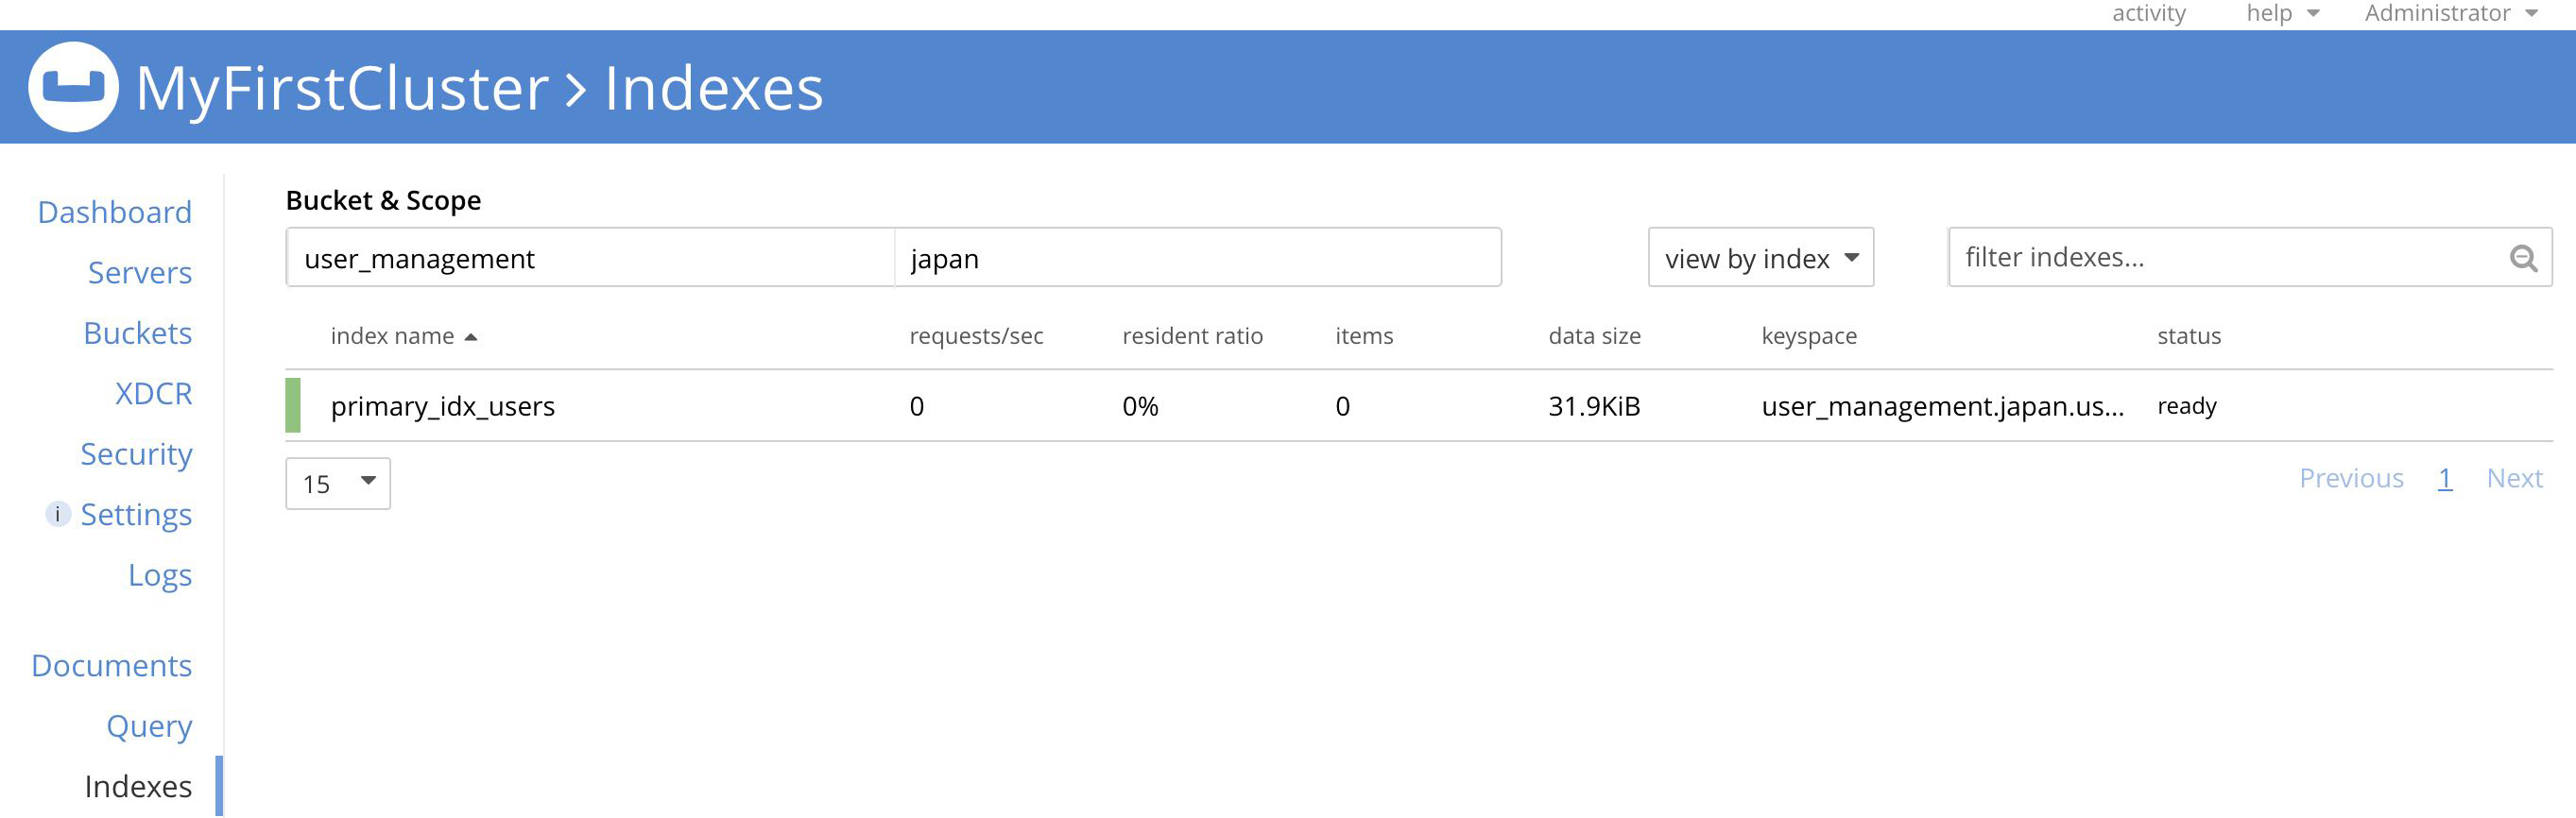 activity help Administrator
MyFirstCluster > Indexes
Dashboard
Servers
Buckets
XDCR
Security
i Settings
Logs
Documents
Query
Indexes
Bucket & Scope
user_management japan view by index filter indexes...
index name requests/sec resident ratio items data size keyspace status
primary_idx_users 0 0% 0 31.9KiB user_management.japan.us... ready
15 Previous 1 Next